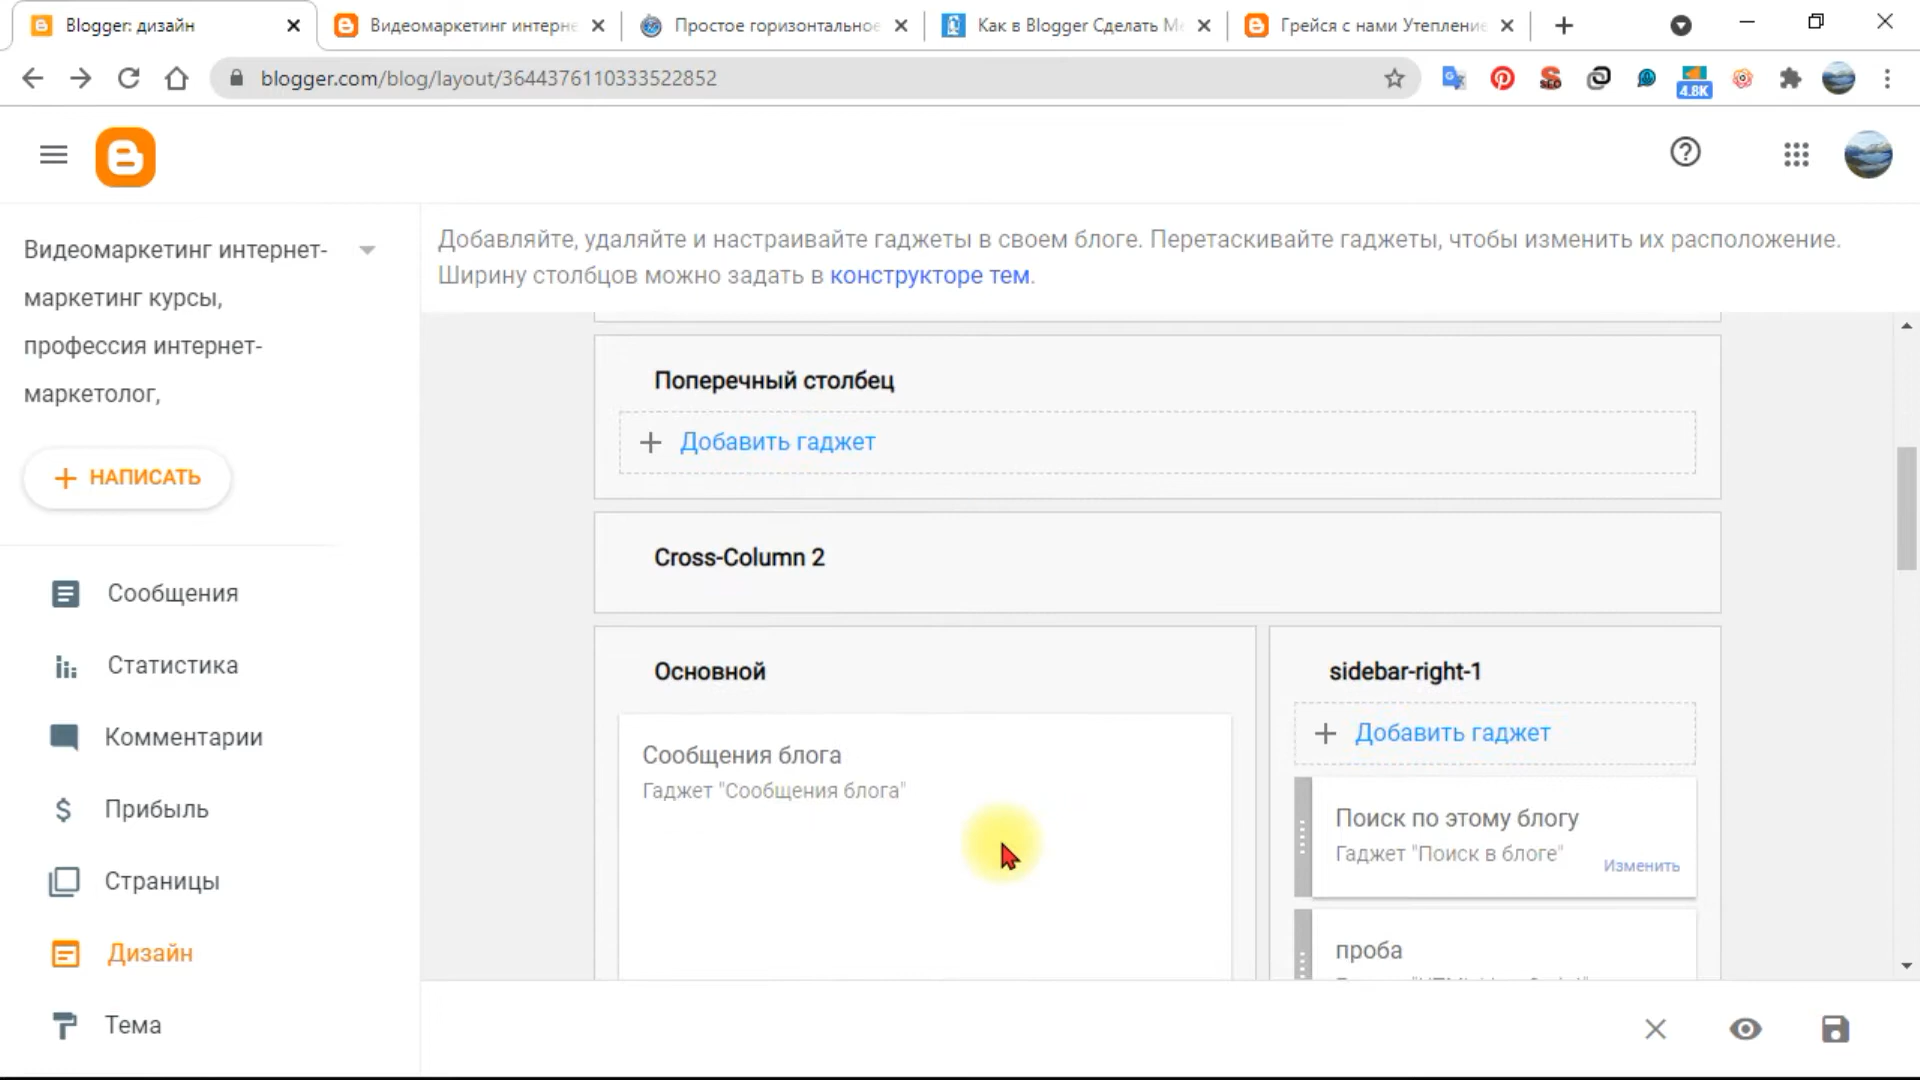 Blogger: дизайн
Видеомаркетинг интерне
Простое горизонтальное
Как в Blogger Сделать Ме
Грейся с нами Утепление
blogger.com/blog/layout/3644376110333522852
SEO
4.8K
Видеомаркетинг интернет-
маркетинг курсы,
профессия интернет-
маркетолог,
НАПИСАТЬ
Сообщения
Статистика
Комментарии
Прибыль
Страницы
Дизайн
Тема
Добавляйте, удаляйте и настраивайте гаджеты в своем блоге. Перетаскивайте гаджеты, чтобы изменить их расположение.
Ширину столбцов можно задать в конструкторе тем.
Поперечный столбец
Добавить гаджет
Cross-Column 2
Основной
Сообщения блога
Гаджет "Сообщения блога"
sidebar-right-1
Добавить гаджет
Поиск по этому блогу
Гаджет "Поиск в блоге"
Изменить
проба